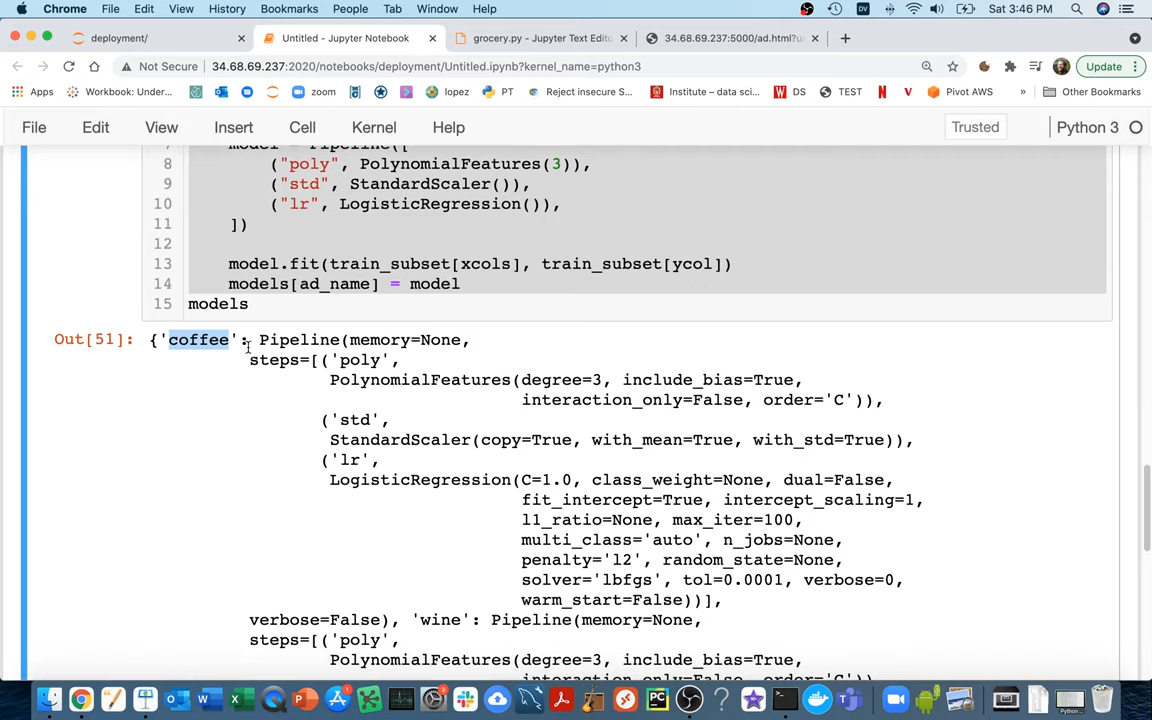 Chrome File Edit View History Bookmarks People Tab Window Help Sat 3:46 PM
deployment/ Untitled - Jupyter Notebook grocery.py - Jupyter Text Edito 34.68.69.237:5000/ad.html?u
Not Secure 34.68.69.237:2020/notebooks/deployment/Untitled.ipynb?kernel_name=python3 Update
Apps Workbook: Under... zoom lopez PT Reject insecure S... Institute – data sci... DS TEST Pivot AWS » Other Bookmarks
File Edit View Insert Cell Kernel Help Trusted Python 3
7 model = Pipeline([
8 ("poly", PolynomialFeatures(3)),
9 ("std", StandardScaler()),
10 ("lr", LogisticRegression()),
11 ])
12
13 model.fit(train_subset[xcols], train_subset[ycol])
14 models[ad_name] = model
15 models
Out[51]: {'coffee': Pipeline(memory=None,
steps=[('poly',
PolynomialFeatures(degree=3, include_bias=True,
interaction_only=False, order='C')),
('std',
StandardScaler(copy=True, with_mean=True, with_std=True)),
('lr',
LogisticRegression(C=1.0, class_weight=None, dual=False,
fit_intercept=True, intercept_scaling=1,
l1_ratio=None, max_iter=100,
multi_class='auto', n_jobs=None,
penalty='l2', random_state=None,
solver='lbfgs', tol=0.0001, verbose=0,
warm_start=False))],
verbose=False), 'wine': Pipeline(memory=None,
steps=[('poly',
PolynomialFeatures(degree=3, include_bias=True,
interaction_only=False, order='C')),